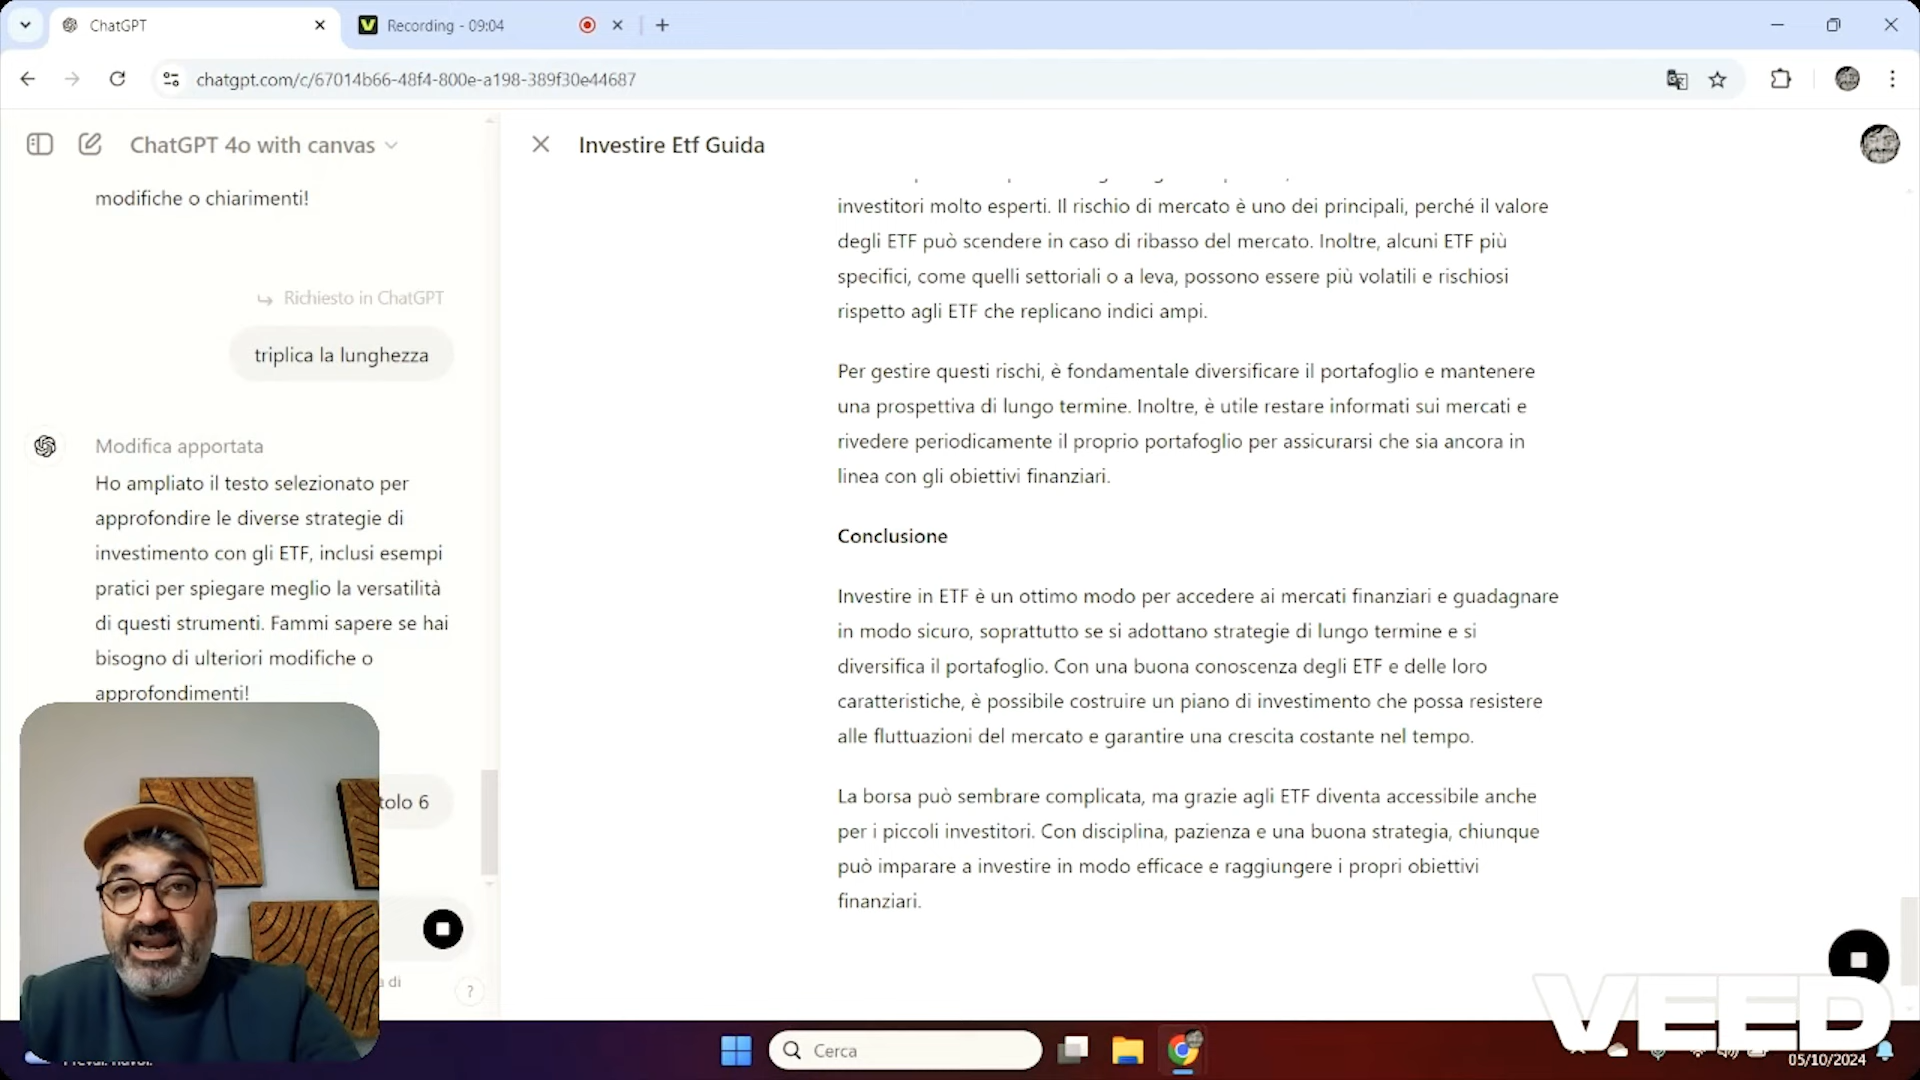 ChatGPT
Recording - 09:04
chatgpt.com/c/67014b66-48f4-800e-a198-389f30e44687
ChatGPT 4o with canvas
Investire Etf Guida
modifiche o chiarimenti!
Richiesto in ChatGPT
triplica la lunghezza
Modifica apportata
Ho ampliato il testo selezionato per
approfondire le diverse strategie di
investimento con gli ETF, inclusi esempi
pratici per spiegare meglio la versatilità
di questi strumenti. Fammi sapere se hai
bisogno di ulteriori modifiche o
approfondimenti!
tolo 6
di
?
investitori molto esperti. Il rischio di mercato è uno dei principali, perché il valore
degli ETF può scendere in caso di ribasso del mercato. Inoltre, alcuni ETF più
specifici, come quelli settoriali o a leva, possono essere più volatili e rischiosi
rispetto agli ETF che replicano indici ampi.
Per gestire questi rischi, è fondamentale diversificare il portafoglio e mantenere
una prospettiva di lungo termine. Inoltre, è utile restare informati sui mercati e
rivedere periodicamente il proprio portafoglio per assicurarsi che sia ancora in
linea con gli obiettivi finanziari.
Conclusione
Investire in ETF è un ottimo modo per accedere ai mercati finanziari e guadagnare
in modo sicuro, soprattutto se si adottano strategie di lungo termine e si
diversifica il portafoglio. Con una buona conoscenza degli ETF e delle loro
caratteristiche, è possibile costruire un piano di investimento che possa resistere
alle fluttuazioni del mercato e garantire una crescita costante nel tempo.
La borsa può sembrare complicata, ma grazie agli ETF diventa accessibile anche
per i piccoli investitori. Con disciplina, pazienza e una buona strategia, chiunque
può imparare a investire in modo efficace e raggiungere i propri obiettivi
finanziari.
VEED
Cerca
05/10/2024